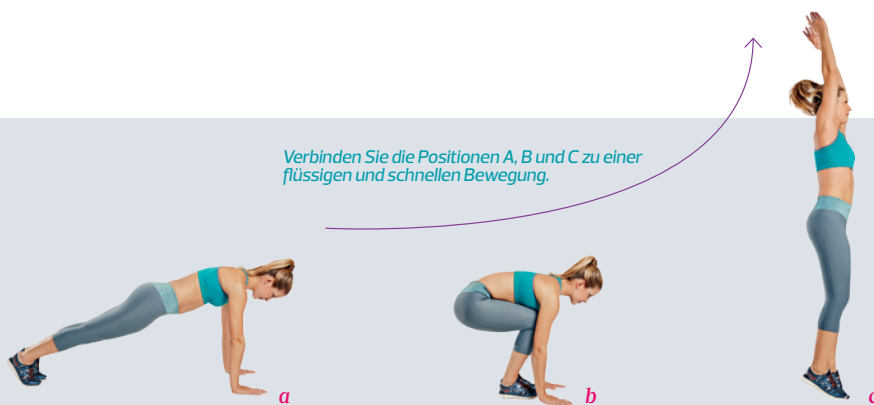 Verbinden Sie die Positionen A, B und C zu einer
flüssigen und schnellen Bewegung.
a
b
c